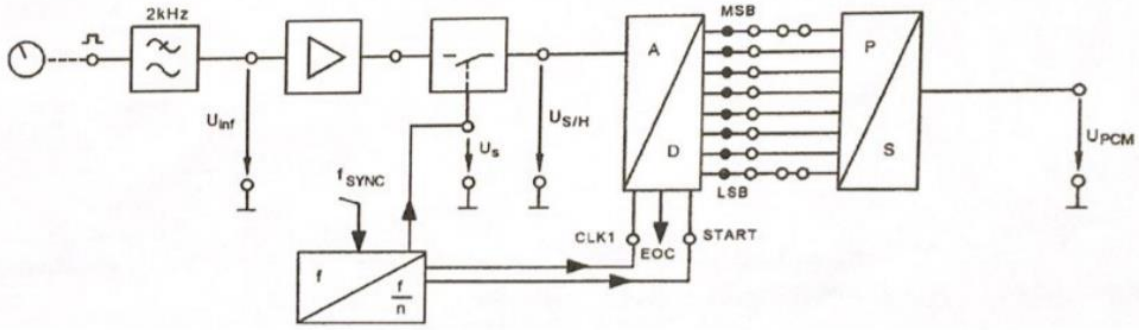 2kHz
MSB
A
P
U_inf
U_S/H
U_s
U_PCM
D
S
f_SYNC
LSB
CLK1
START
EOC
f
f
n